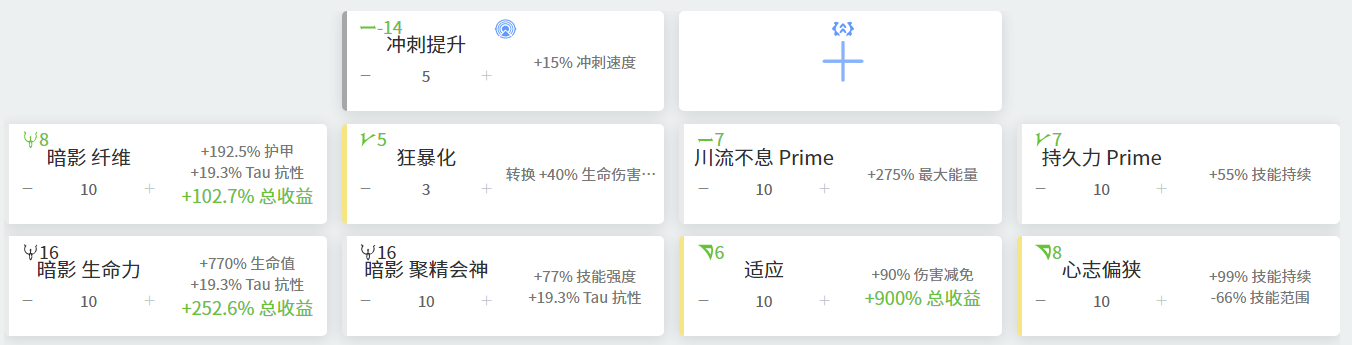 -14
冲刺提升
− 5 +
+15% 冲刺速度
8
暗影 纤维
− 10 +
+192.5% 护甲
+19.3% Tau 抗性
+102.7% 总收益
5
狂暴化
− 3 +
转换 +40% 生命伤害…
7
川流不息 Prime
− 10 +
+275% 最大能量
7
持久力 Prime
− 10 +
+55% 技能持续
16
暗影 生命力
− 10 +
+770% 生命值
+19.3% Tau 抗性
+252.6% 总收益
16
暗影 聚精会神
− 10 +
+77% 技能强度
+19.3% Tau 抗性
6
适应
− 10 +
+90% 伤害减免
+900% 总收益
8
心志偏狭
− 10 +
+99% 技能持续
-66% 技能范围